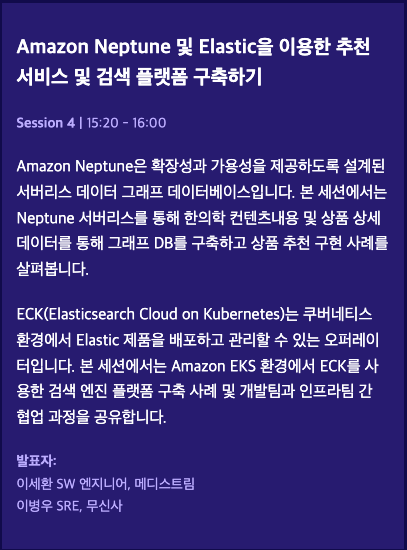 Amazon Neptune 및 Elastic을 이용한 추천
서비스 및 검색 플랫폼 구축하기
Session 4 | 15:20 - 16:00
Amazon Neptune은 확장성과 가용성을 제공하도록 설계된
서버리스 데이터 그래프 데이터베이스입니다. 본 세션에서는
Neptune 서버리스를 통해 한의학 컨텐츠내용 및 상품 상세
데이터를 통해 그래프 DB를 구축하고 상품 추천 구현 사례를
살펴봅니다.
ECK(Elasticsearch Cloud on Kubernetes)는 쿠버네티스
환경에서 Elastic 제품을 배포하고 관리할 수 있는 오퍼레이
터입니다. 본 세션에서는 Amazon EKS 환경에서 ECK를 사
용한 검색 엔진 플랫폼 구축 사례 및 개발팀과 인프라팀 간
협업 과정을 공유합니다.
발표자:
이세환 SW 엔지니어, 메디스트림
이병우 SRE, 무신사